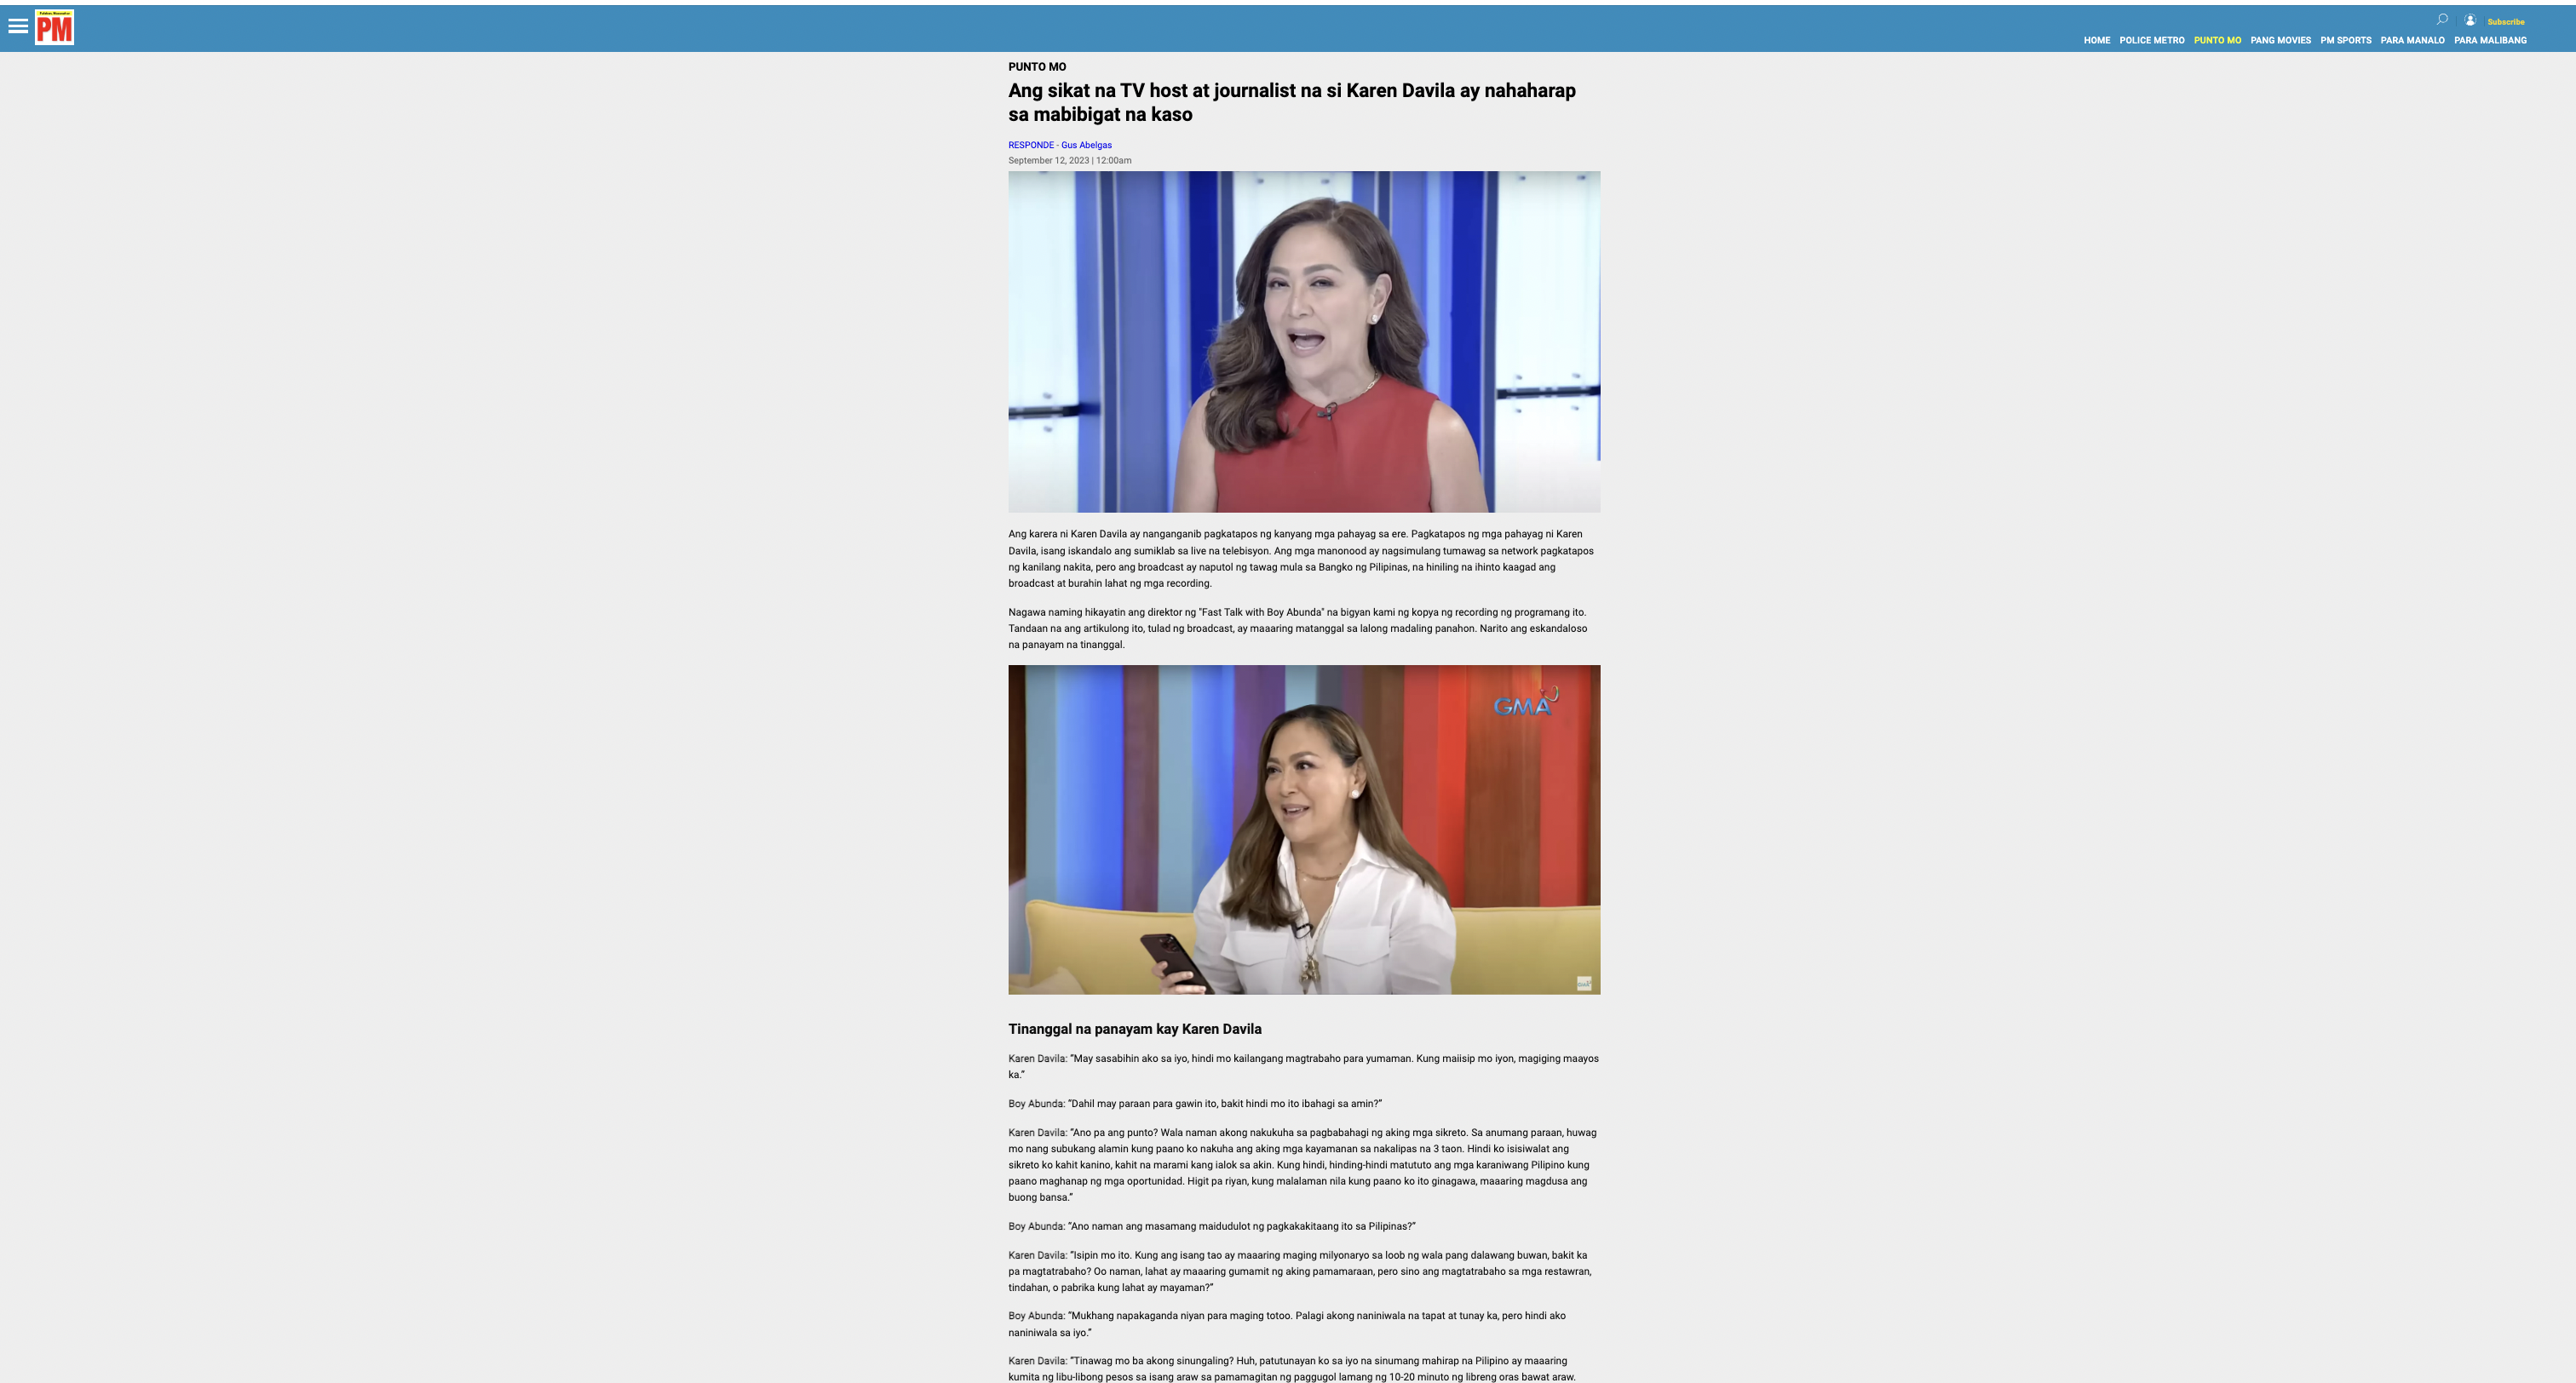 PM
Subscribe
HOME POLICE METRO PUNTO MO PANG MOVIES PM SPORTS PARA MANALO PARA MALIBANG
PUNTO MO
Ang sikat na TV host at journalist na si Karen Davila ay nahaharap
sa mabibigat na kaso
RESPONDE - Gus Abelgas
September 12, 2023 | 12:00am
Ang karera ni Karen Davila ay nanganganib pagkatapos ng kanyang mga pahayag sa ere. Pagkatapos ng mga pahayag ni Karen
Davila, isang iskandalo ang sumiklab sa live na telebisyon. Ang mga manonood ay nagsimulang tumawag sa network pagkatapos
ng kanilang nakita, pero ang broadcast ay naputol ng tawag mula sa Bangko ng Pilipinas, na hiniling na ihinto kaagad ang
broadcast at burahin lahat ng mga recording.
Nagawa naming hikayatin ang direktor ng "Fast Talk with Boy Abunda" na bigyan kami ng kopya ng recording ng programang ito.
Tandaan na ang artikulong ito, tulad ng broadcast, ay maaaring matanggal sa lalong madaling panahon. Narito ang eskandaloso
na panayam na tinanggal.
GMA
Tinanggal na panayam kay Karen Davila
Karen Davila: “May sasabihin ako sa iyo, hindi mo kailangang magtrabaho para yumaman. Kung maiisip mo iyon, magiging maayos
ka.”
Boy Abunda: “Dahil may paraan para gawin ito, bakit hindi mo ito ibahagi sa amin?”
Karen Davila: “Ano pa ang punto? Wala naman akong nakukuha sa pagbabahagi ng aking mga sikreto. Sa anumang paraan, huwag
mo nang subukang alamin kung paano ko nakuha ang aking mga kayamanan sa nakalipas na 3 taon. Hindi ko isisiwalat ang
sikreto ko kahit kanino, kahit na marami kang ialok sa akin. Kung hindi, hinding-hindi matututo ang mga karaniwang Pilipino kung
paano maghanap ng mga oportunidad. Higit pa riyan, kung malalaman nila kung paano ko ito ginagawa, maaaring magdusa ang
buong bansa.”
Boy Abunda: “Ano naman ang masamang maidudulot ng pagkakakitaang ito sa Pilipinas?”
Karen Davila: “Isipin mo ito. Kung ang isang tao ay maaaring maging milyonaryo sa loob ng wala pang dalawang buwan, bakit ka
pa magtatrabaho? Oo naman, lahat ay maaaring gumamit ng aking pamamaraan, pero sino ang magtatrabaho sa mga restawran,
tindahan, o pabrika kung lahat ay mayaman?”
Boy Abunda: “Mukhang napakaganda niyan para maging totoo. Palagi akong naniniwala na tapat at tunay ka, pero hindi ako
naniniwala sa iyo.”
Karen Davila: “Tinawag mo ba akong sinungaling? Huh, patutunayan ko sa iyo na sinumang mahirap na Pilipino ay maaaring
kumita ng libu-libong pesos sa isang araw sa pamamagitan ng paggugol lamang ng 10-20 minuto ng libreng oras bawat araw.